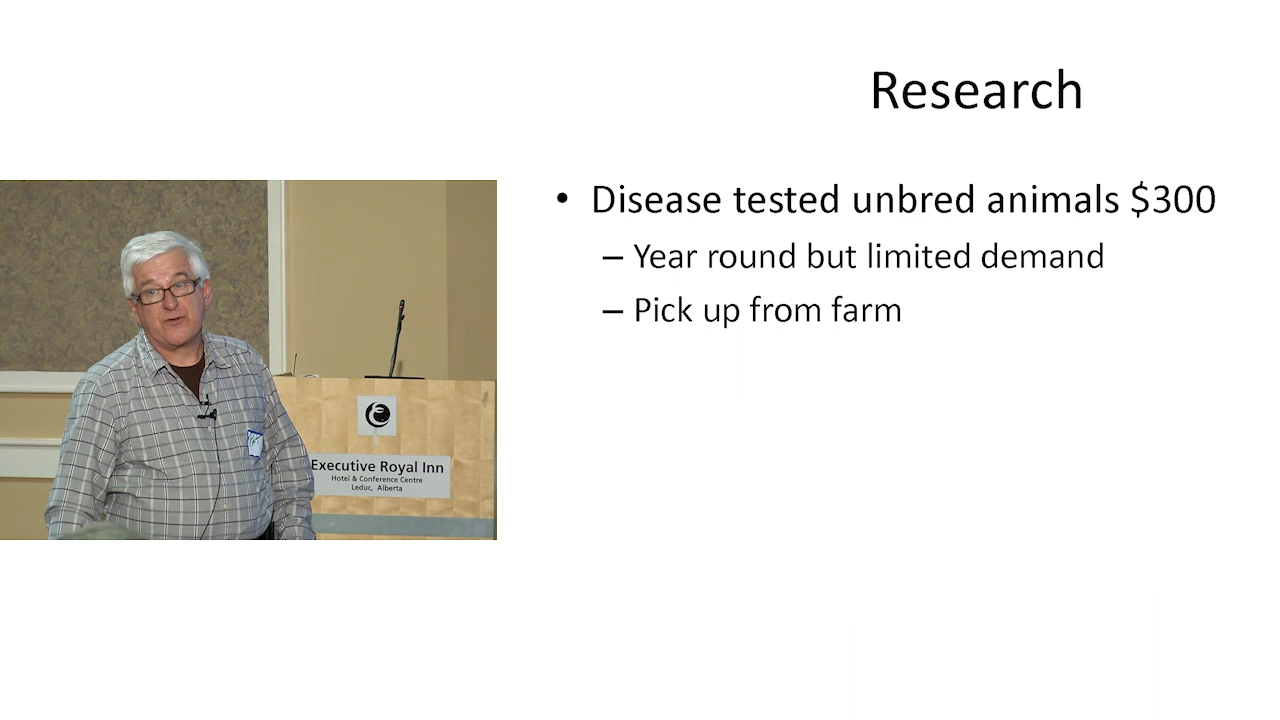 Research
• Disease tested unbred animals $300
– Year round but limited demand
– Pick up from farm
Executive Royal Inn
Hotel & Conference Centre
Leduc, Alberta